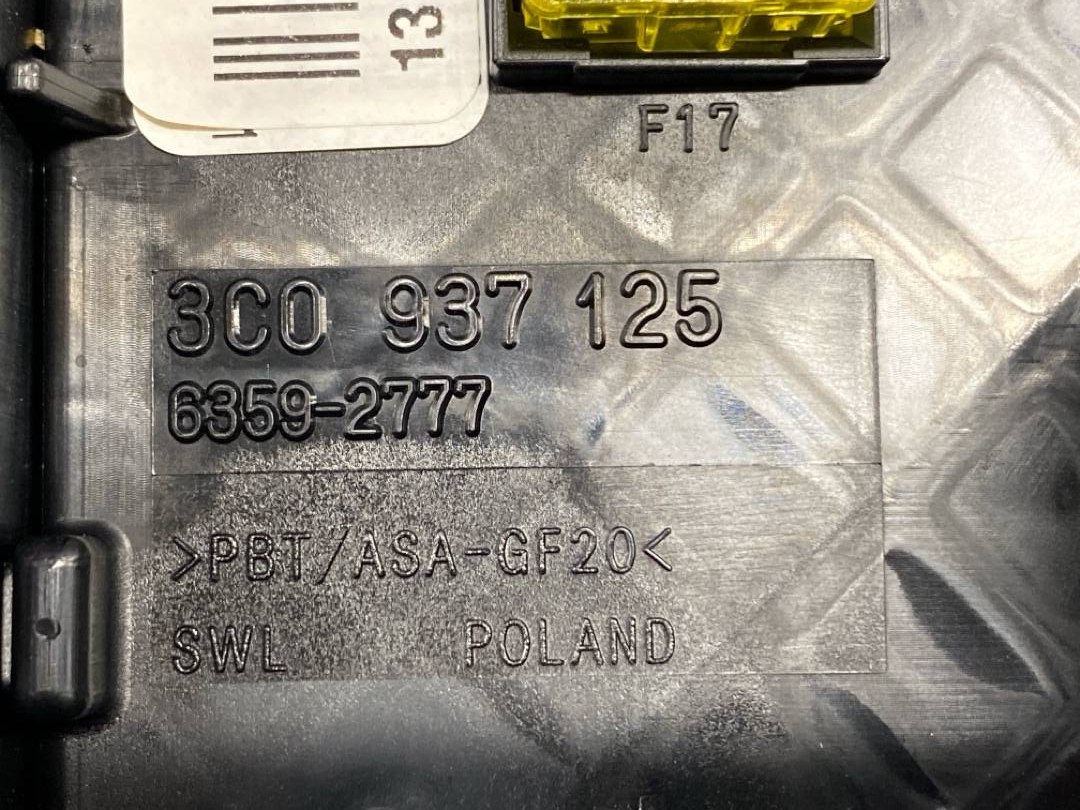 13
F17
3C0 937 125
6359-2777
>PBT/ASA-GF20<
SWL POLAND